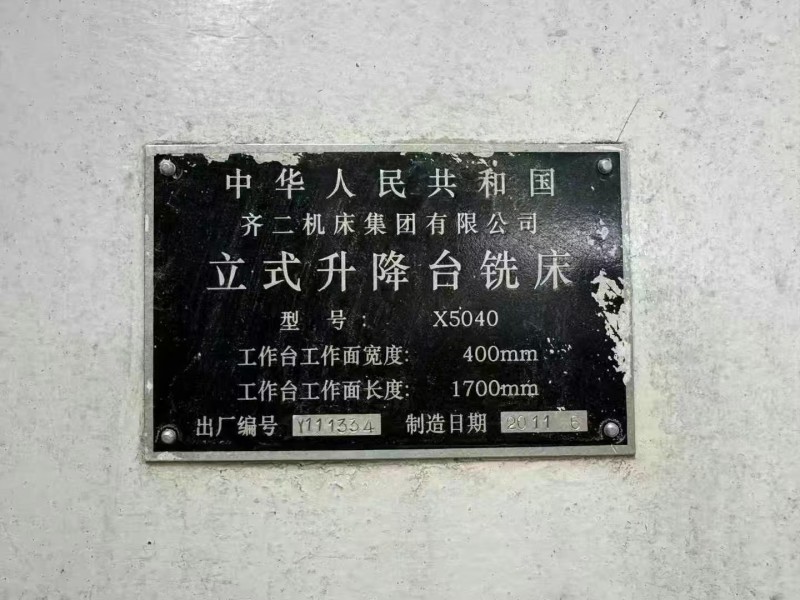 中华人民共和国
齐二机床集团有限公司
立式升降台铣床
型号: X5040
工作台工作面宽度: 400mm
工作台工作面长度: 1700mm
出厂编号 Y111334 制造日期 2011 5